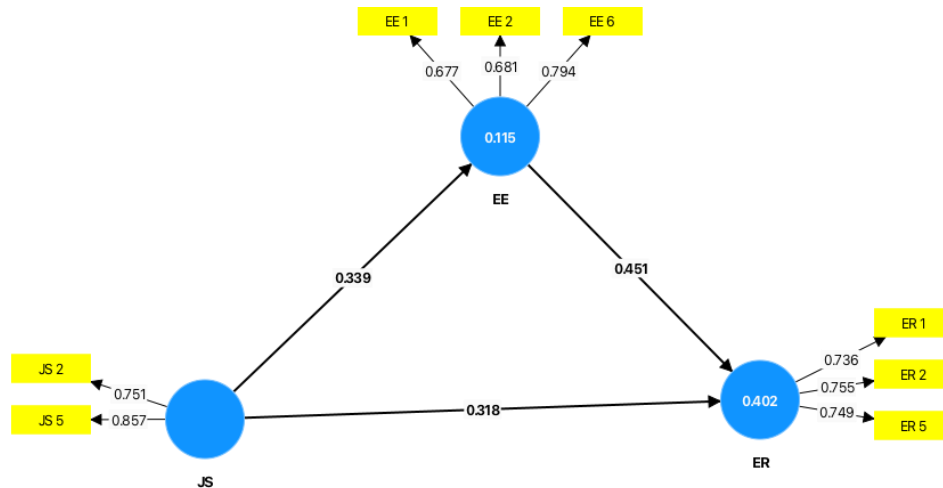 EE 1
EE 2
EE 6
0.677
0.681
0.794
0.115
EE
0.339
0.451
JS 2
JS 5
0.751
0.857
JS
0.318
0.402
ER
0.736
0.755
0.749
ER 1
ER 2
ER 5